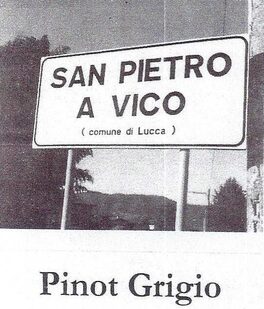 SAN PIETRO
A VICO
( comune di Lucca )
Pinot Grigio